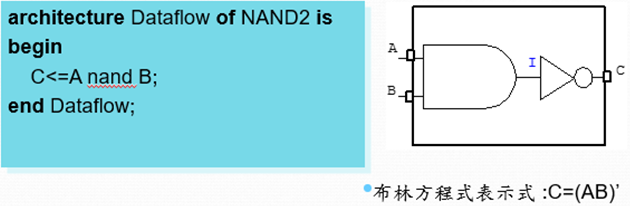 architecture Dataflow of NAND2 is
begin
C<=A nand B;
end Dataflow;
A
B
I
C
布林方程式表示式 :C=(AB)’